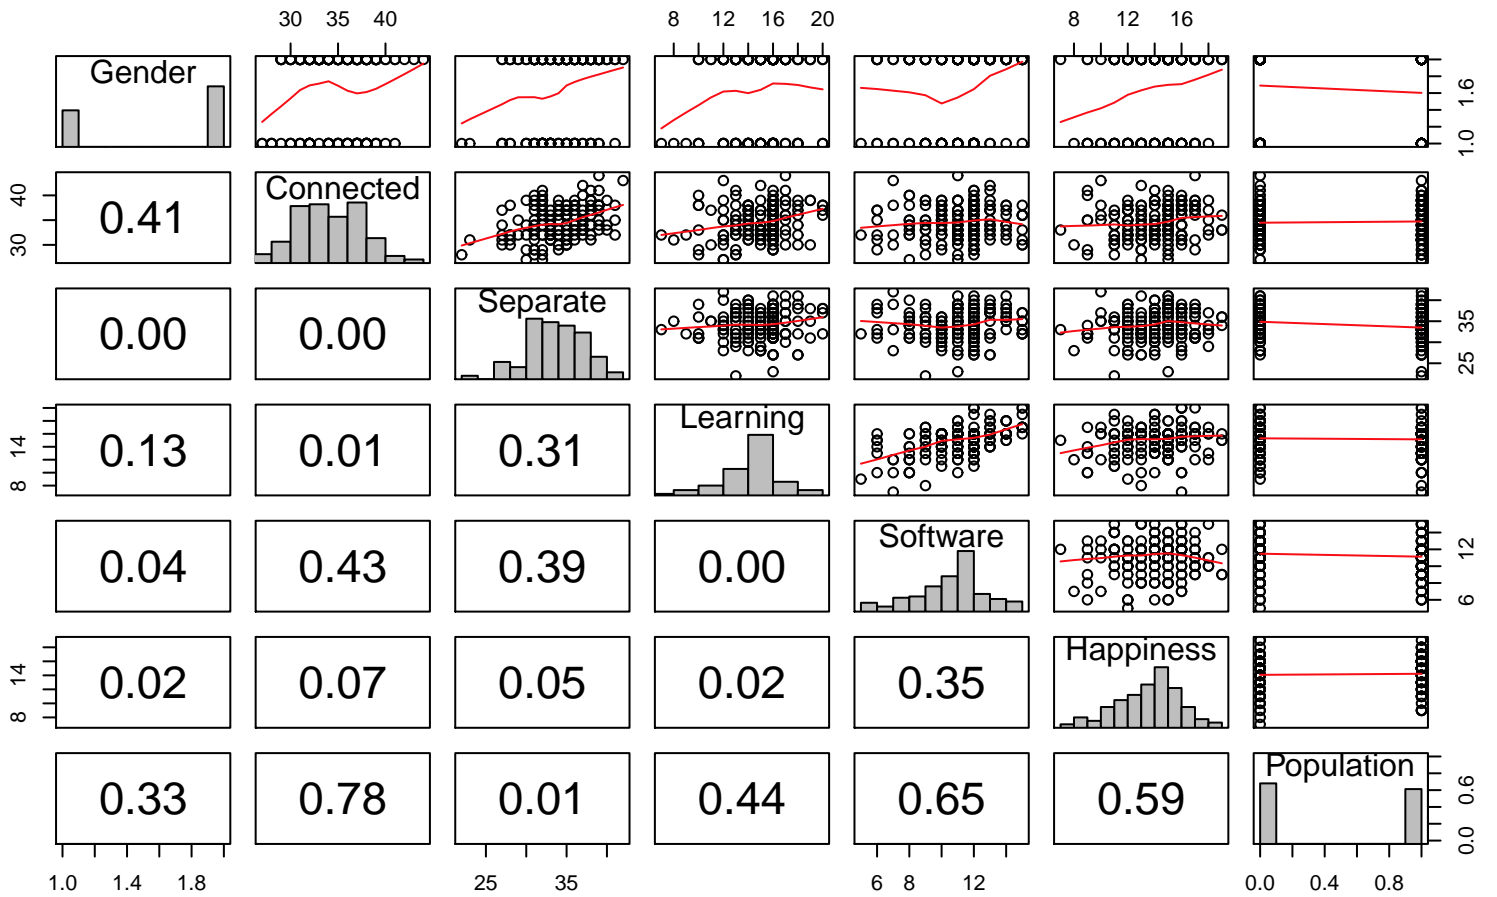 30 35 40 8 12 16 20 8 12 16
Gender
1.0 1.6
30 40
0.41
Connected
0.00 0.00
Separate
25 35
8 14
0.13 0.01 0.31
Learning
0.04 0.43 0.39 0.00
Software
6 12
8 14
0.02 0.07 0.05 0.02 0.35
Happiness
0.33 0.78 0.01 0.44 0.65 0.59
Population
0.0 0.6
1.0 1.4 1.8 25 35 6 8 12 0.0 0.4 0.8